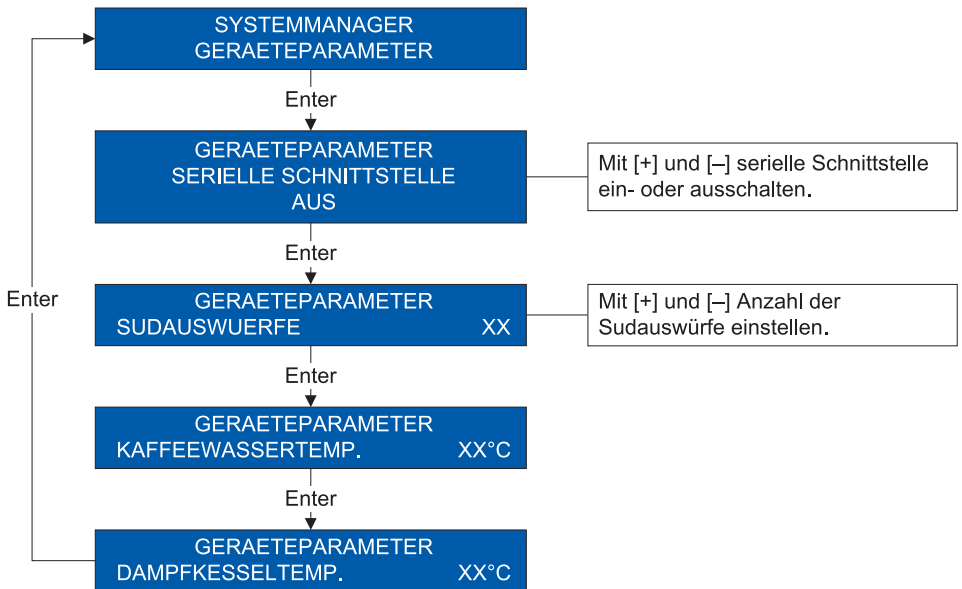 SYSTEMMANAGER
GERAETEPARAMETER
Enter
GERAETEPARAMETER
SERIELLE SCHNITTSTELLE
AUS
Mit [+] und [–] serielle Schnittstelle
ein- oder ausschalten.
Enter
Enter
GERAETEPARAMETER
SUDAUSWUERFE XX
Mit [+] und [–] Anzahl der
Sudauswürfe einstellen.
Enter
GERAETEPARAMETER
KAFFEEWASSERTEMP. XX°C
Enter
GERAETEPARAMETER
DAMPFKESSELTEMP. XX°C